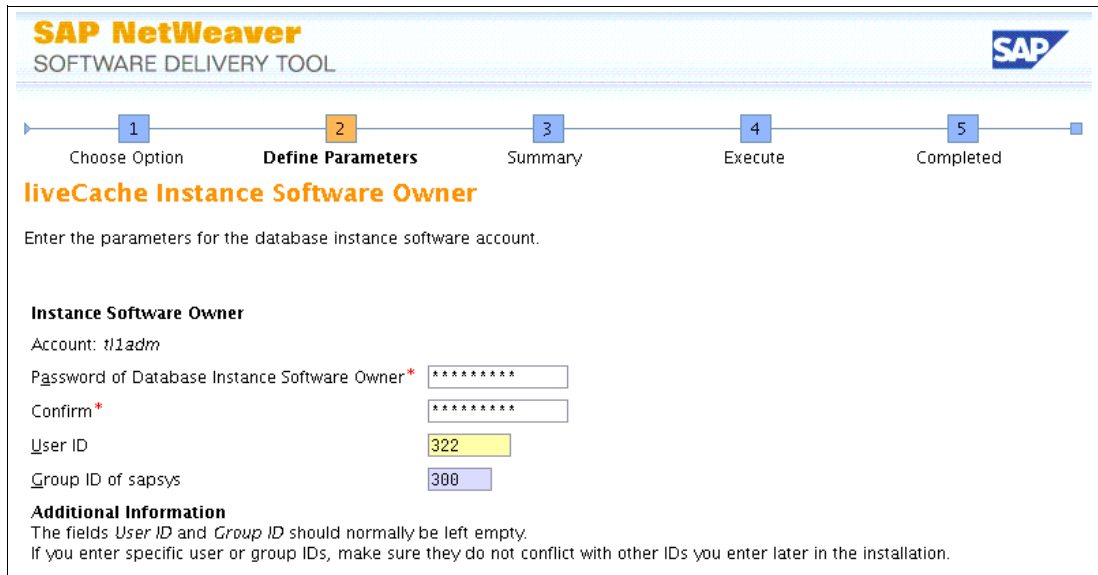 SAP NetWeaver
SOFTWARE DELIVERY TOOL
SAP
1 2 3 4 5
Choose Option Define Parameters Summary Execute Completed
liveCache Instance Software Owner
Enter the parameters for the database instance software account.
Instance Software Owner
Account: tl1adm
Password of Database Instance Software Owner* *********
Confirm* *********
User ID 322
Group ID of sapsys 300
Additional Information
The fields User ID and Group ID should normally be left empty.
If you enter specific user or group IDs, make sure they do not conflict with other IDs you enter later in the installation.